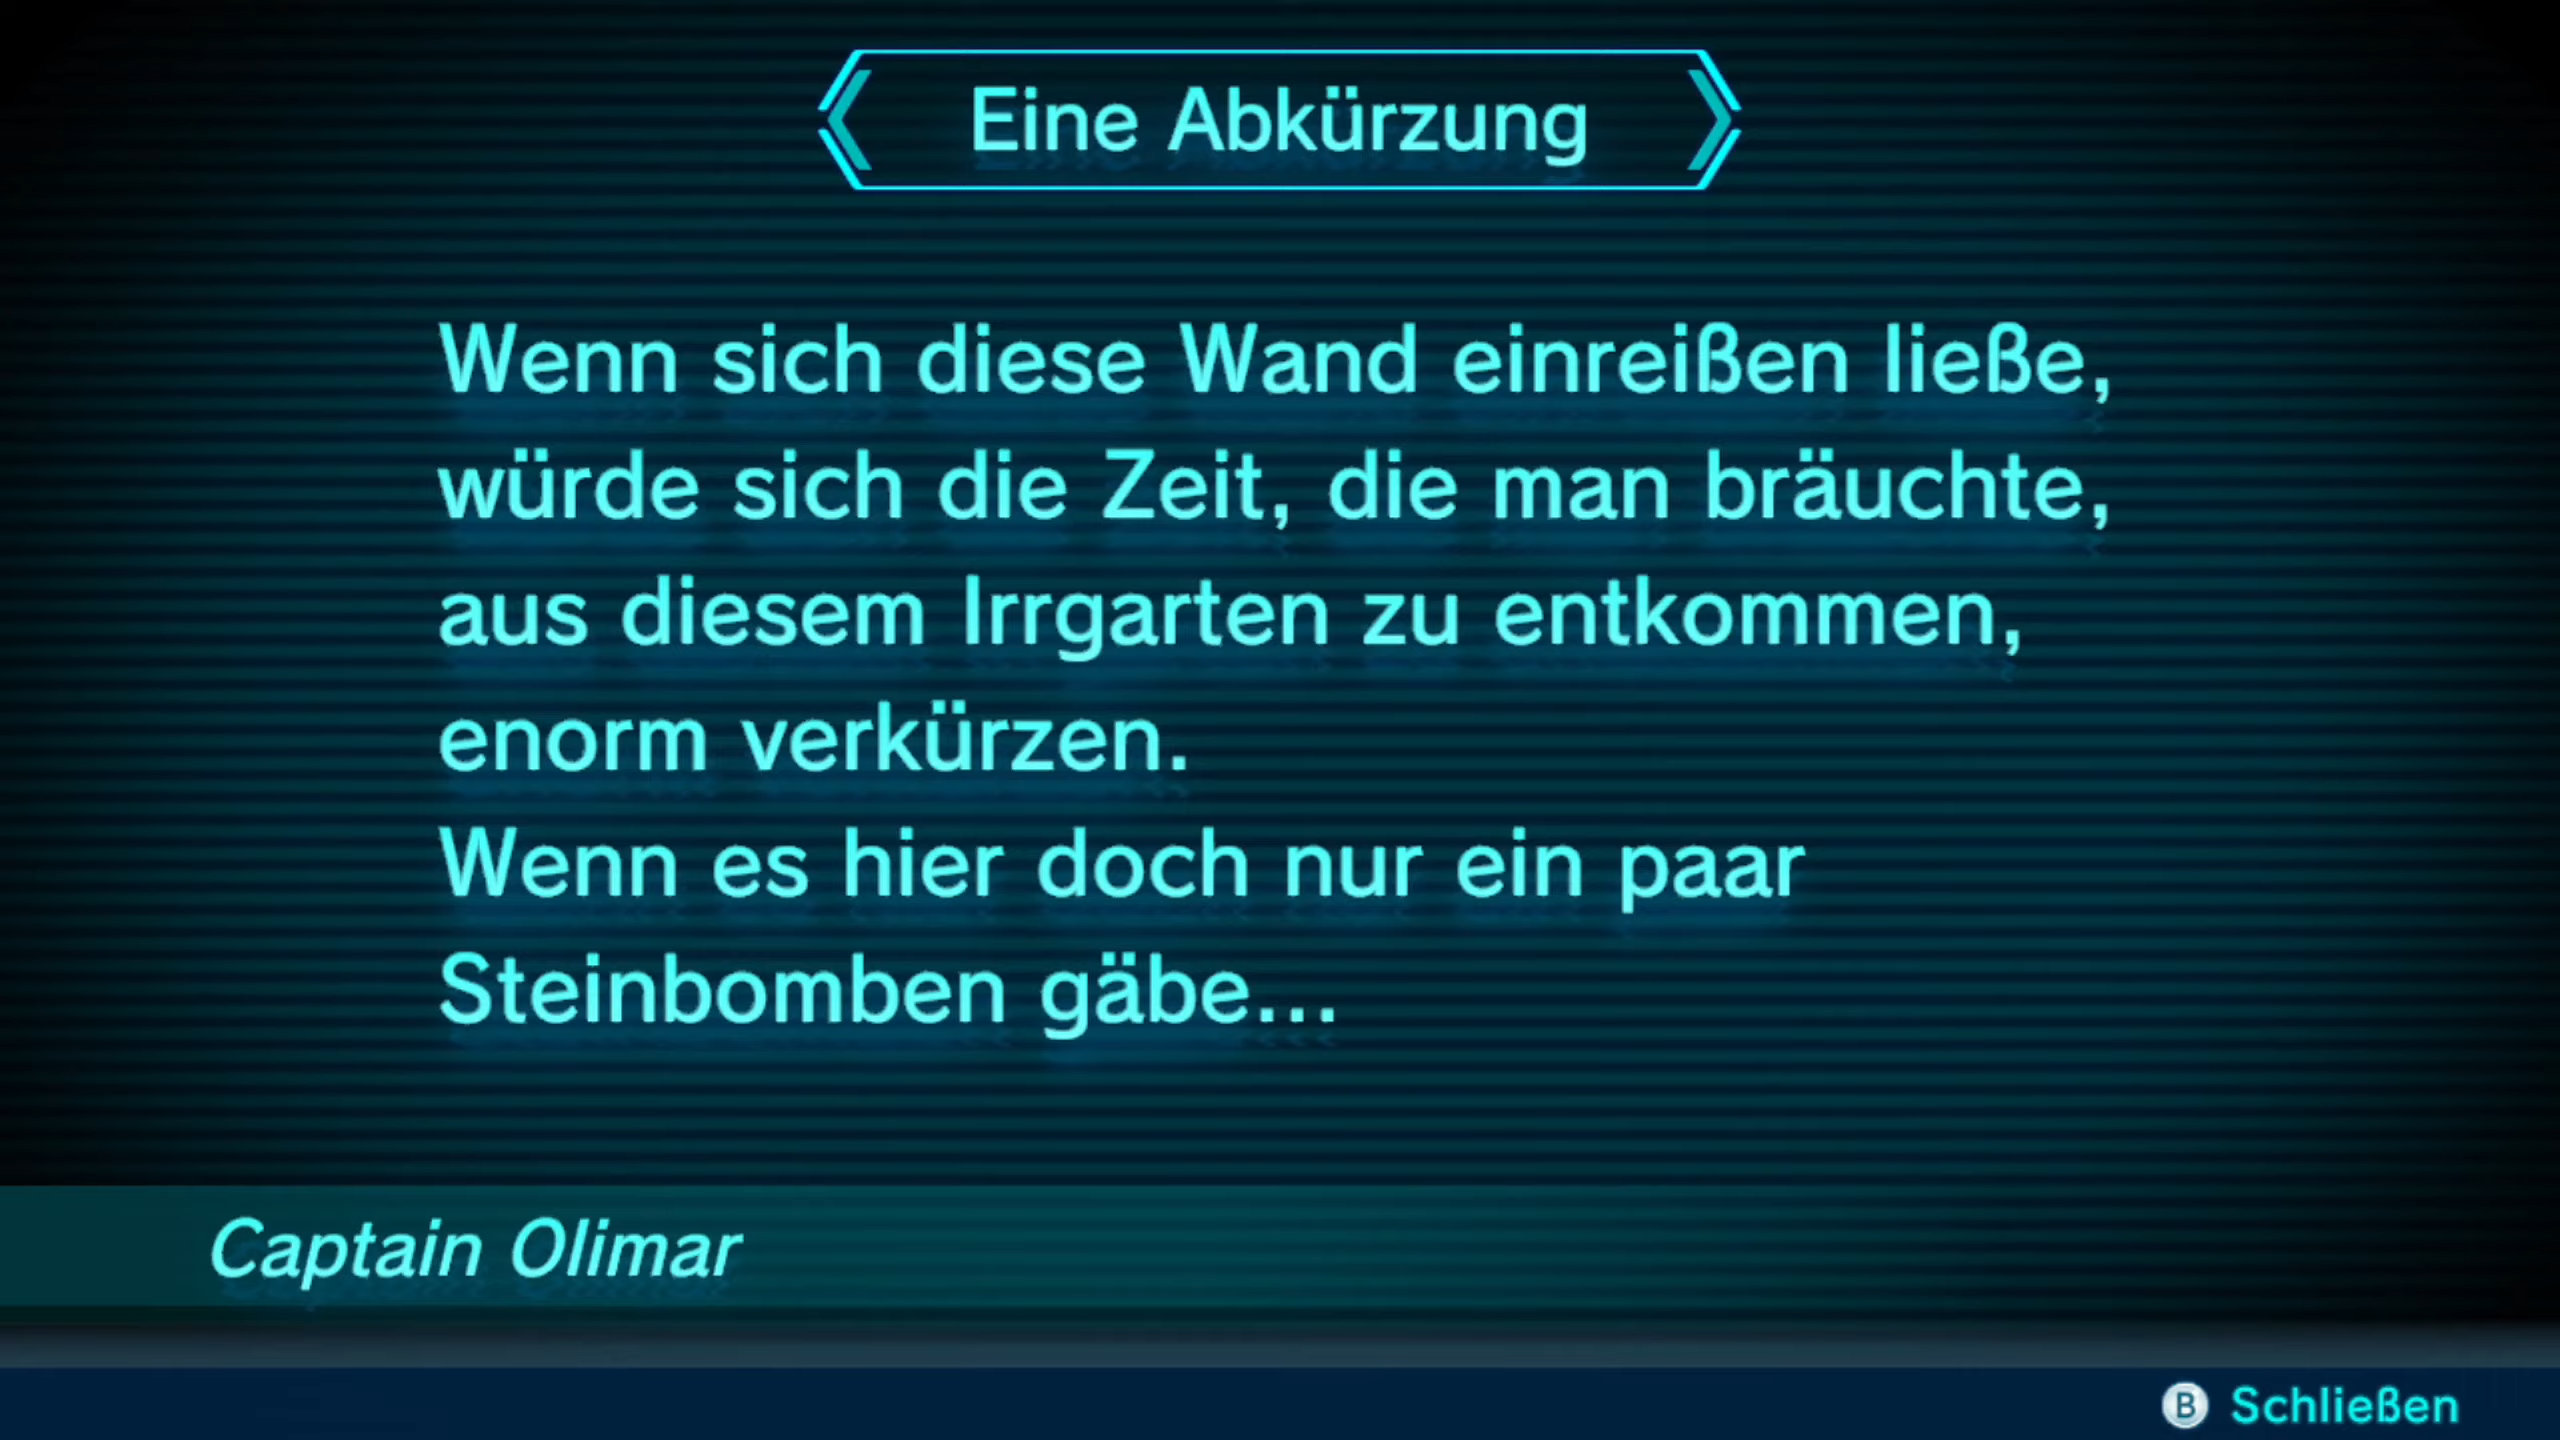 Eine Abkürzung
Wenn sich diese Wand einreißen ließe,
würde sich die Zeit, die man bräuchte,
aus diesem Irrgarten zu entkommen,
enorm verkürzen.
Wenn es hier doch nur ein paar
Steinbomben gäbe...
Captain Olimar
B Schließen